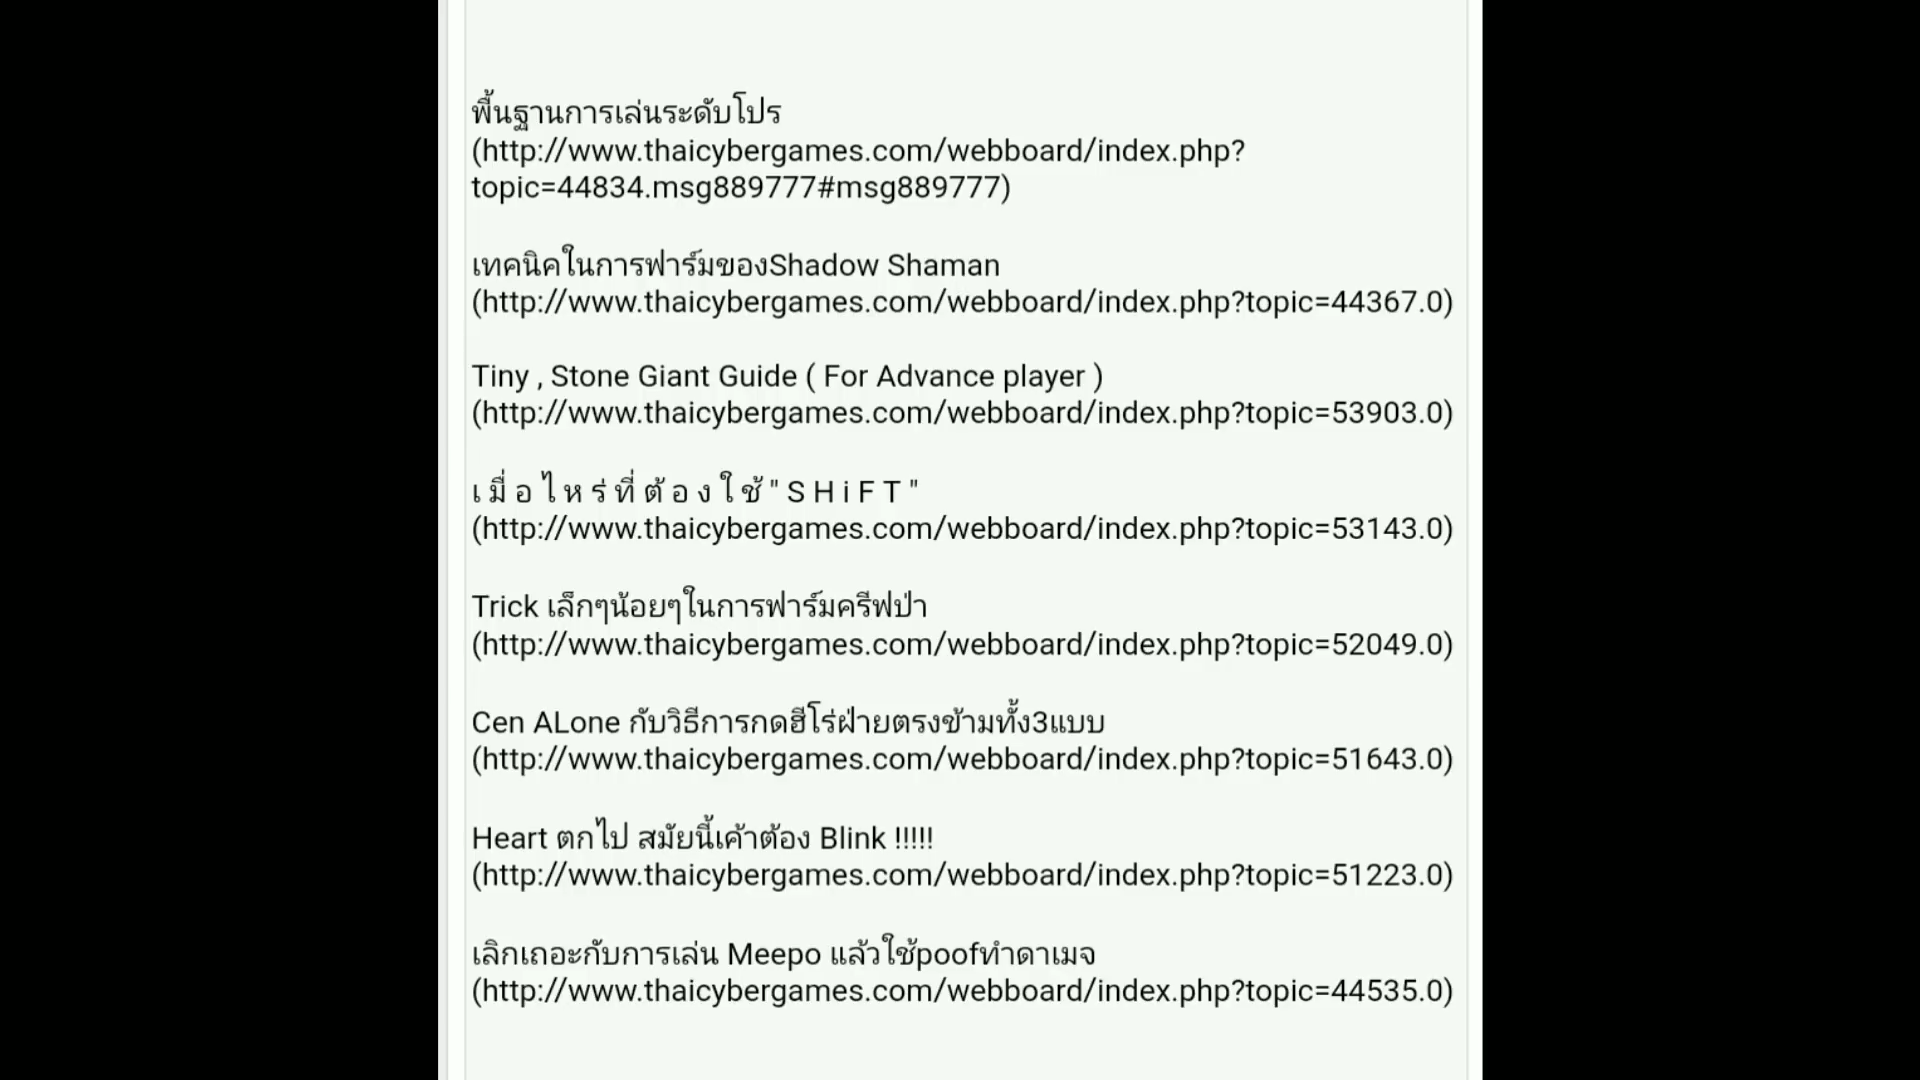 พื้นฐานการเล่นระดับโปร
(http://www.thaicybergames.com/webboard/index.php?
topic=44834.msg889777#msg889777)
เทคนิคในการฟาร์มของShadow Shaman
(http://www.thaicybergames.com/webboard/index.php?topic=44367.0)
Tiny , Stone Giant Guide ( For Advance player )
(http://www.thaicybergames.com/webboard/index.php?topic=53903.0)
เ มื่ อ ไ ห ร่ ที่ ต้ อ ง ใ ช้ " S H i F T "
(http://www.thaicybergames.com/webboard/index.php?topic=53143.0)
Trick เล็กๆน้อยๆในการฟาร์มครีฟป่า
(http://www.thaicybergames.com/webboard/index.php?topic=52049.0)
Cen ALone กับวิธีการกดฮีโร่ฝ่ายตรงข้ามทั้ง3แบบ
(http://www.thaicybergames.com/webboard/index.php?topic=51643.0)
Heart ตกไป สมัยนี้เค้าต้อง Blink !!!!!
(http://www.thaicybergames.com/webboard/index.php?topic=51223.0)
เลิกเถอะกับการเล่น Meepo แล้วใช้poofทำดาเมจ
(http://www.thaicybergames.com/webboard/index.php?topic=44535.0)